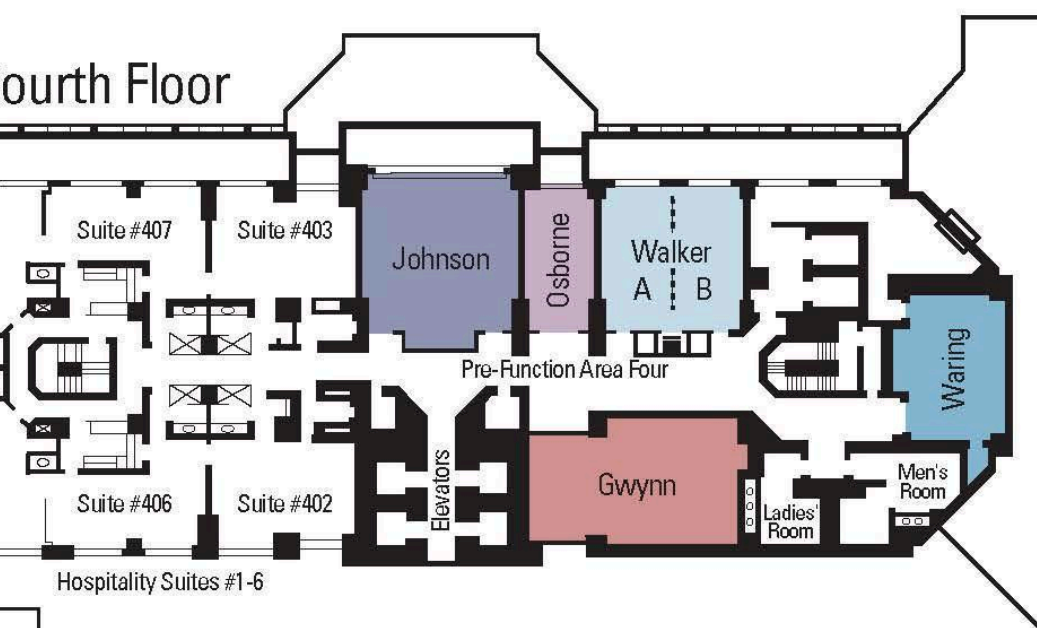 ourth Floor
Suite #407
Suite #403
Johnson
Osborne
Walker
A B
Waring
Pre-Function Area Four
Elevators
Gwynn
Suite #406
Suite #402
Men's
Room
Ladies'
Room
Hospitality Suites #1-6